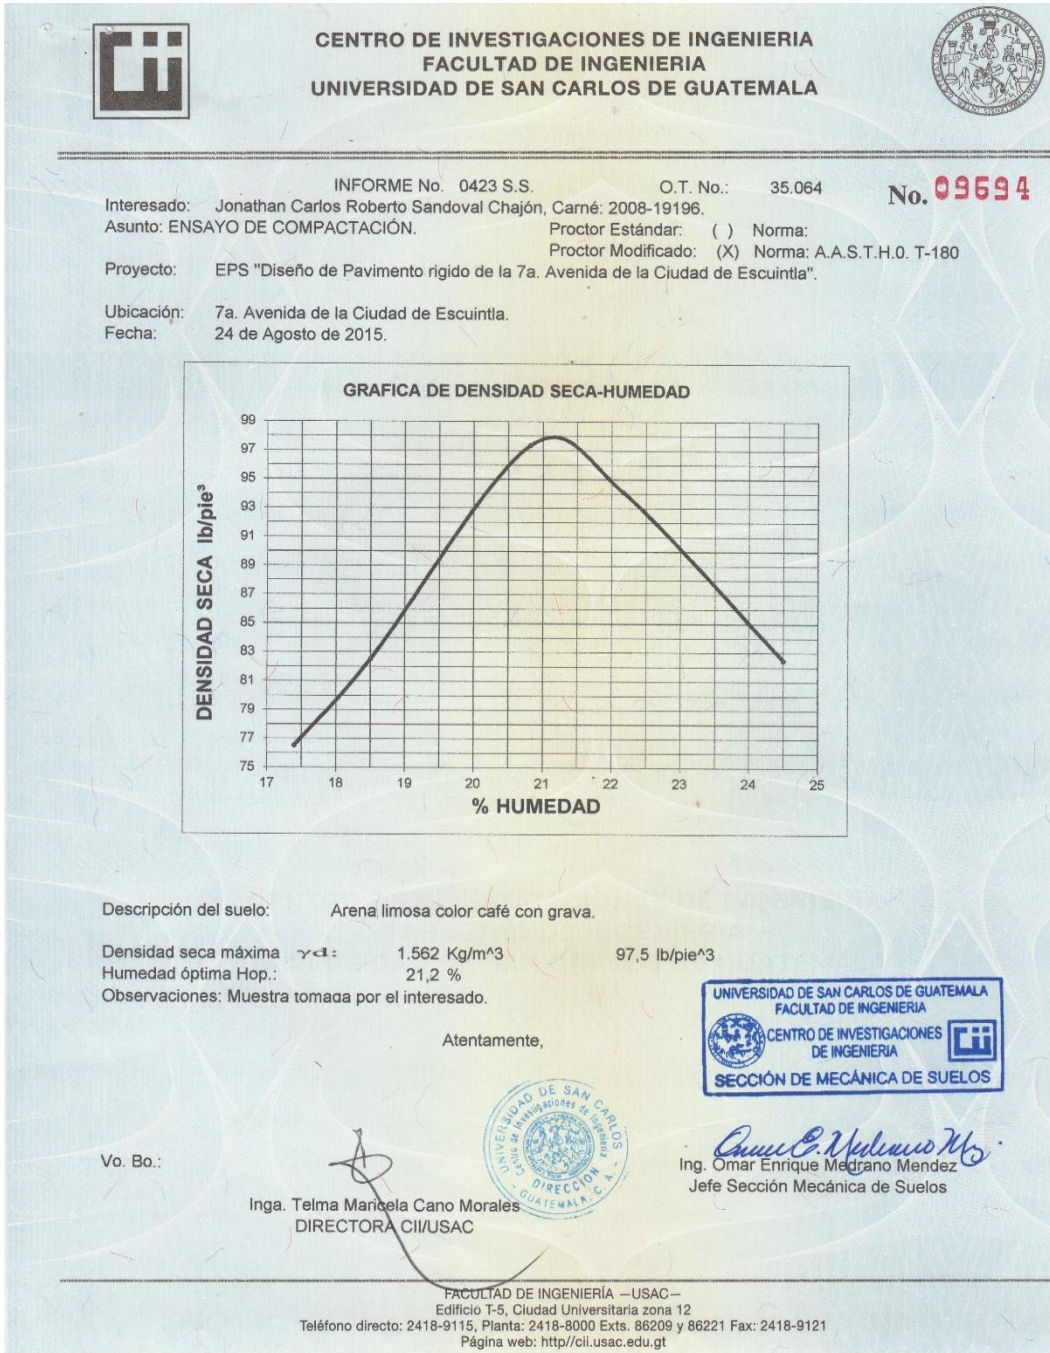 CENTRO DE INVESTIGACIONES DE INGENIERIA
FACULTAD DE INGENIERIA
UNIVERSIDAD DE SAN CARLOS DE GUATEMALA
INFORME No. 0423 S.S. O.T. No.: 35.064 No. 09694
Interesado: Jonathan Carlos Roberto Sandoval Chajón, Carné: 2008-19196.
Asunto: ENSAYO DE COMPACTACIÓN. Proctor Estándar: ( ) Norma:
Proctor Modificado: (X) Norma: A.A.S.T.H.0. T-180
Proyecto: EPS "Diseño de Pavimento rigido de la 7a. Avenida de la Ciudad de Escuintla".
Ubicación: 7a. Avenida de la Ciudad de Escuintla.
Fecha: 24 de Agosto de 2015.
GRAFICA DE DENSIDAD SECA-HUMEDAD
DENSIDAD SECA lb/pie³
99
97
95
93
91
89
87
85
83
81
79
77
75
17 18 19 20 21 22 23 24 25
% HUMEDAD
Descripción del suelo: Arena limosa color café con grava.
Densidad seca máxima γd: 1.562 Kg/m^3 97,5 lb/pie^3
Humedad óptima Hop.: 21,2 %
Observaciones: Muestra tomada por el interesado.
Atentamente,
UNIVERSIDAD DE SAN CARLOS DE GUATEMALA
FACULTAD DE INGENIERIA
CENTRO DE INVESTIGACIONES
DE INGENIERIA
SECCIÓN DE MECÁNICA DE SUELOS
UNIVERSIDAD DE SAN CARLOS
Centro de Investigaciones de Ingenieria
DIRECCION
GUATEMALA, C. A.
Vo. Bo.:
Ing. Omar Enrique Medrano Mendez
Jefe Sección Mecánica de Suelos
Inga. Telma Maricela Cano Morales
DIRECTORA CII/USAC
FACULTAD DE INGENIERÍA —USAC—
Edificio T-5, Ciudad Universitaria zona 12
Teléfono directo: 2418-9115, Planta: 2418-8000 Exts. 86209 y 86221 Fax: 2418-9121
Página web: http//cii.usac.edu.gt